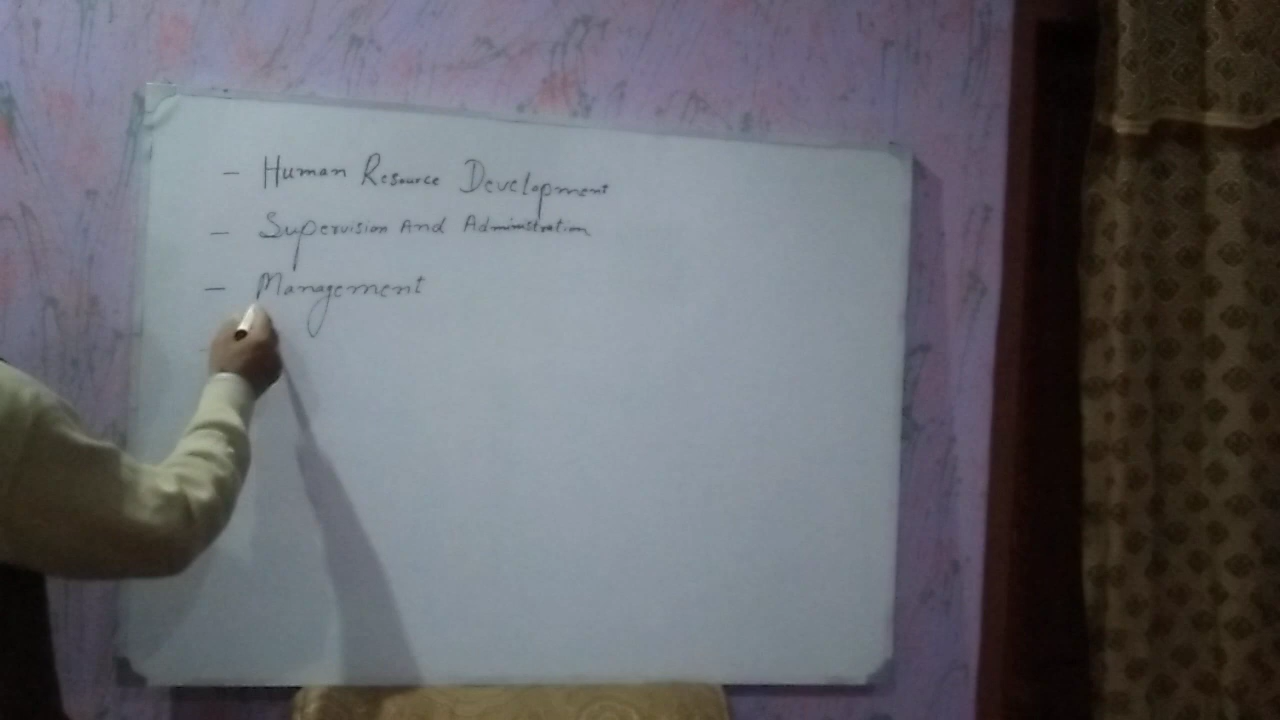 - Human Resource Development
- Supervision And Administration
- Management